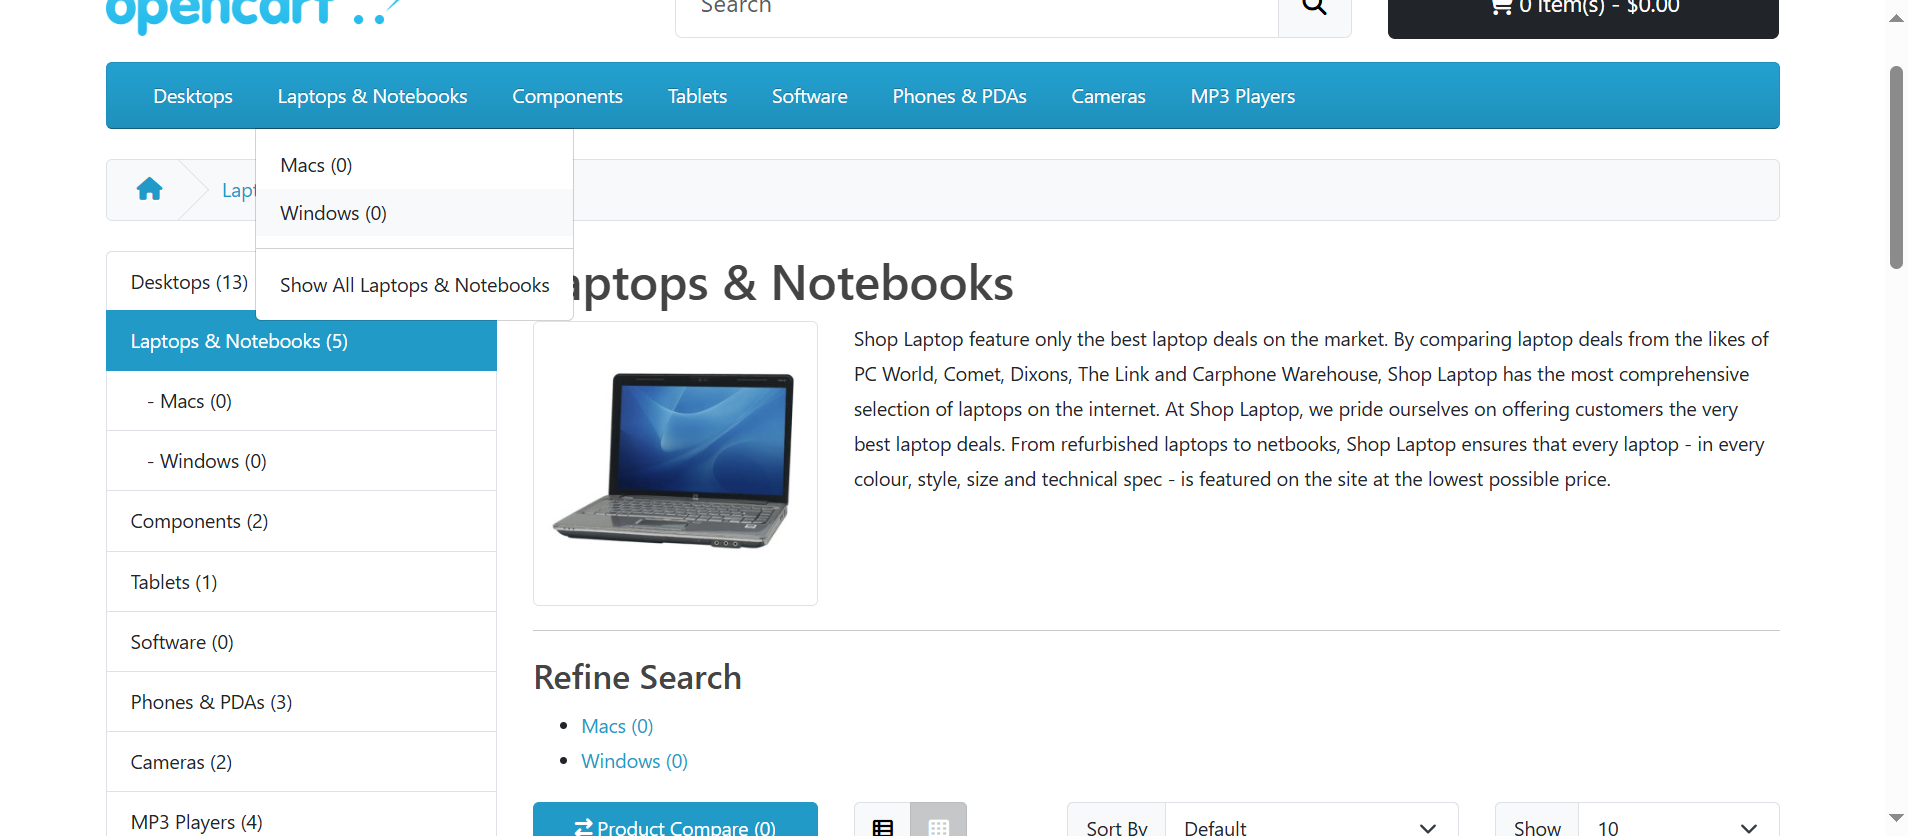 opencart
Search
0 item(s) - $0.00
Desktops
Laptops & Notebooks
Components
Tablets
Software
Phones & PDAs
Cameras
MP3 Players
Macs (0)
Windows (0)
Show All Laptops & Notebooks
Desktops (13)
Laptops & Notebooks (5)
- Macs (0)
- Windows (0)
Components (2)
Tablets (1)
Software (0)
Phones & PDAs (3)
Cameras (2)
MP3 Players (4)
aptops & Notebooks
Shop Laptop feature only the best laptop deals on the market. By comparing laptop deals from the likes of
PC World, Comet, Dixons, The Link and Carphone Warehouse, Shop Laptop has the most comprehensive
selection of laptops on the internet. At Shop Laptop, we pride ourselves on offering customers the very
best laptop deals. From refurbished laptops to netbooks, Shop Laptop ensures that every laptop - in every
colour, style, size and technical spec - is featured on the site at the lowest possible price.
Refine Search
Macs (0)
Windows (0)
Product Compare (0)
Sort By
Default
Show
10